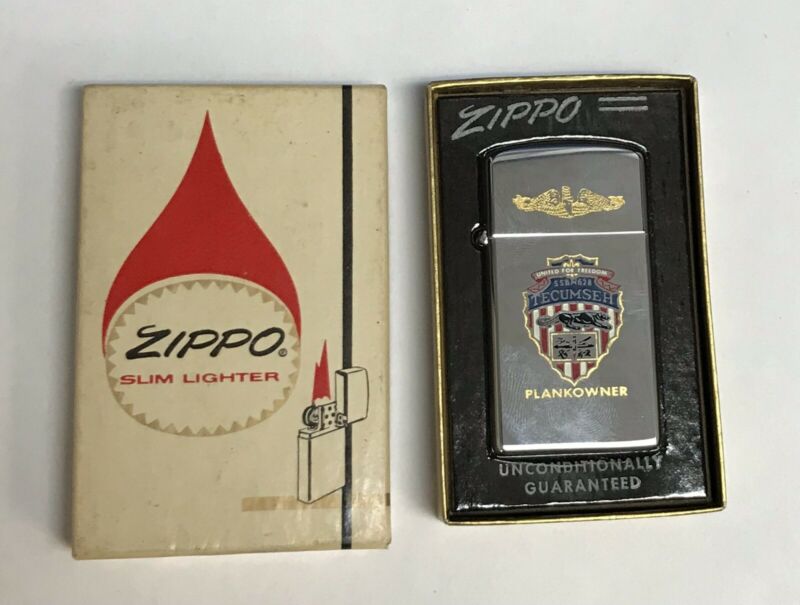 ZIPPO®
SLIM LIGHTER
ZIPPO
UNITED FOR FREEDOM
SSBN628
TECUMSEH
PLANKOWNER
UNCONDITIONALLY
GUARANTEED